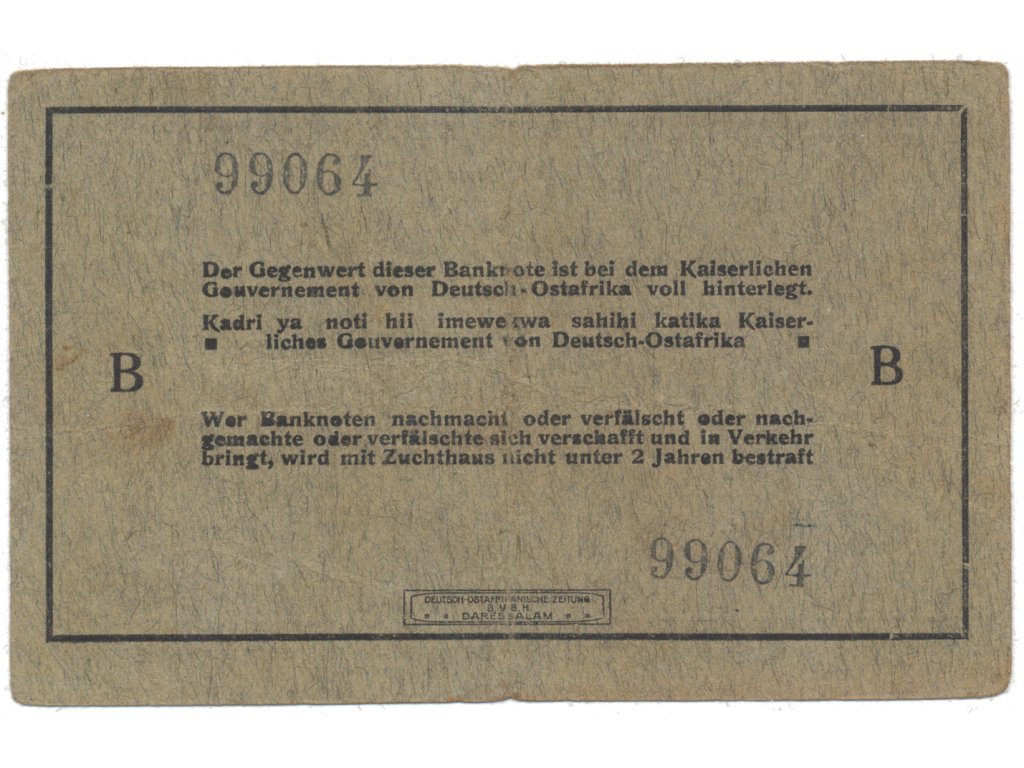 99064
Der Gegenwert dieser Banknote ist bei dem Kaiserlichen
Gouvernement von Deutsch-Ostafrika voll hinterlegt.
Kadri ya noti hii imewekwa sahihi katika Kaiser-
liches Gouvernement von Deutsch-Ostafrika
B
B
Wer Banknoten nachmacht oder verfälscht oder nach-
gemachte oder verfälschte sich verschafft und in Verkehr
bringt, wird mit Zuchthaus nicht unter 2 Jahren bestraft
99064
DEUTSCH-OSTAFRIKANISCHE ZEITUNG
G.M.B.H.
DARESSALAM